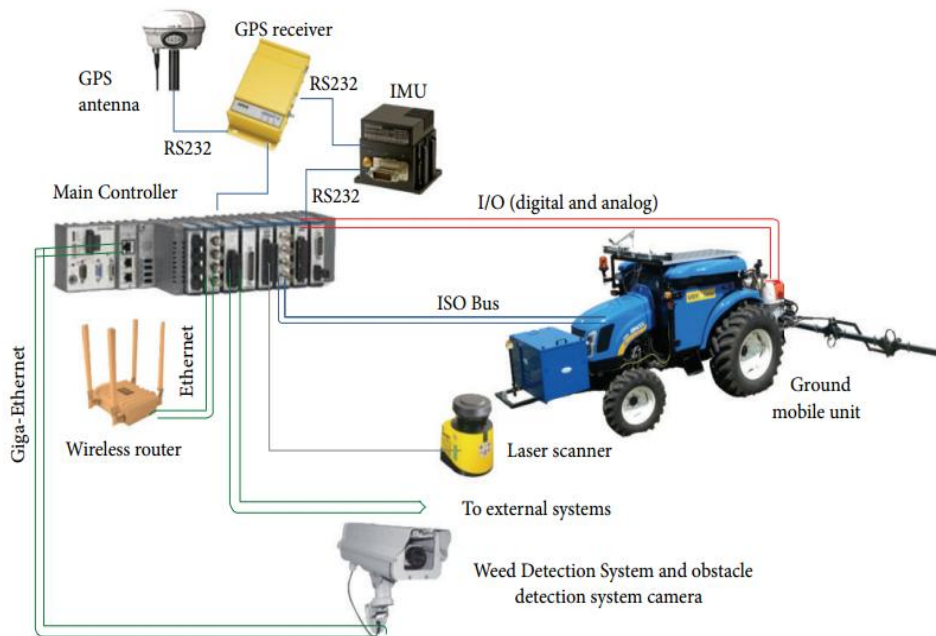 GPS receiver
GPS
antenna
RS232
IMU
RS232
Main Controller
RS232
I/O (digital and analog)
ISO Bus
Ethernet
Giga-Ethernet
Ground
mobile unit
Wireless router
Laser scanner
To external systems
Weed Detection System and obstacle
detection system camera